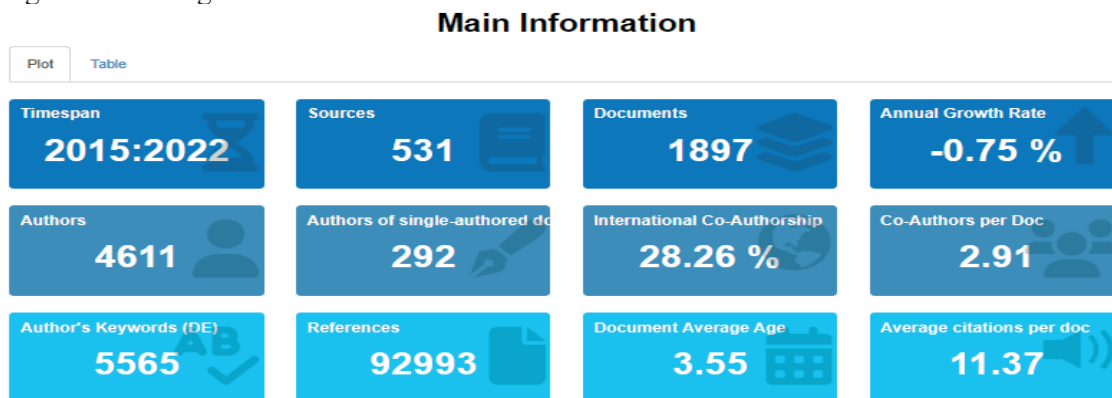 Main Information
Plot Table
Timespan
2015:2022
Sources
531
Documents
1897
Annual Growth Rate
-0.75 %
Authors
4611
Authors of single-authored dc
292
International Co-Authorship
28.26 %
Co-Authors per Doc
2.91
Author's Keywords (DE)
5565
AB
References
92993
Document Average Age
3.55
Average citations per doc
11.37